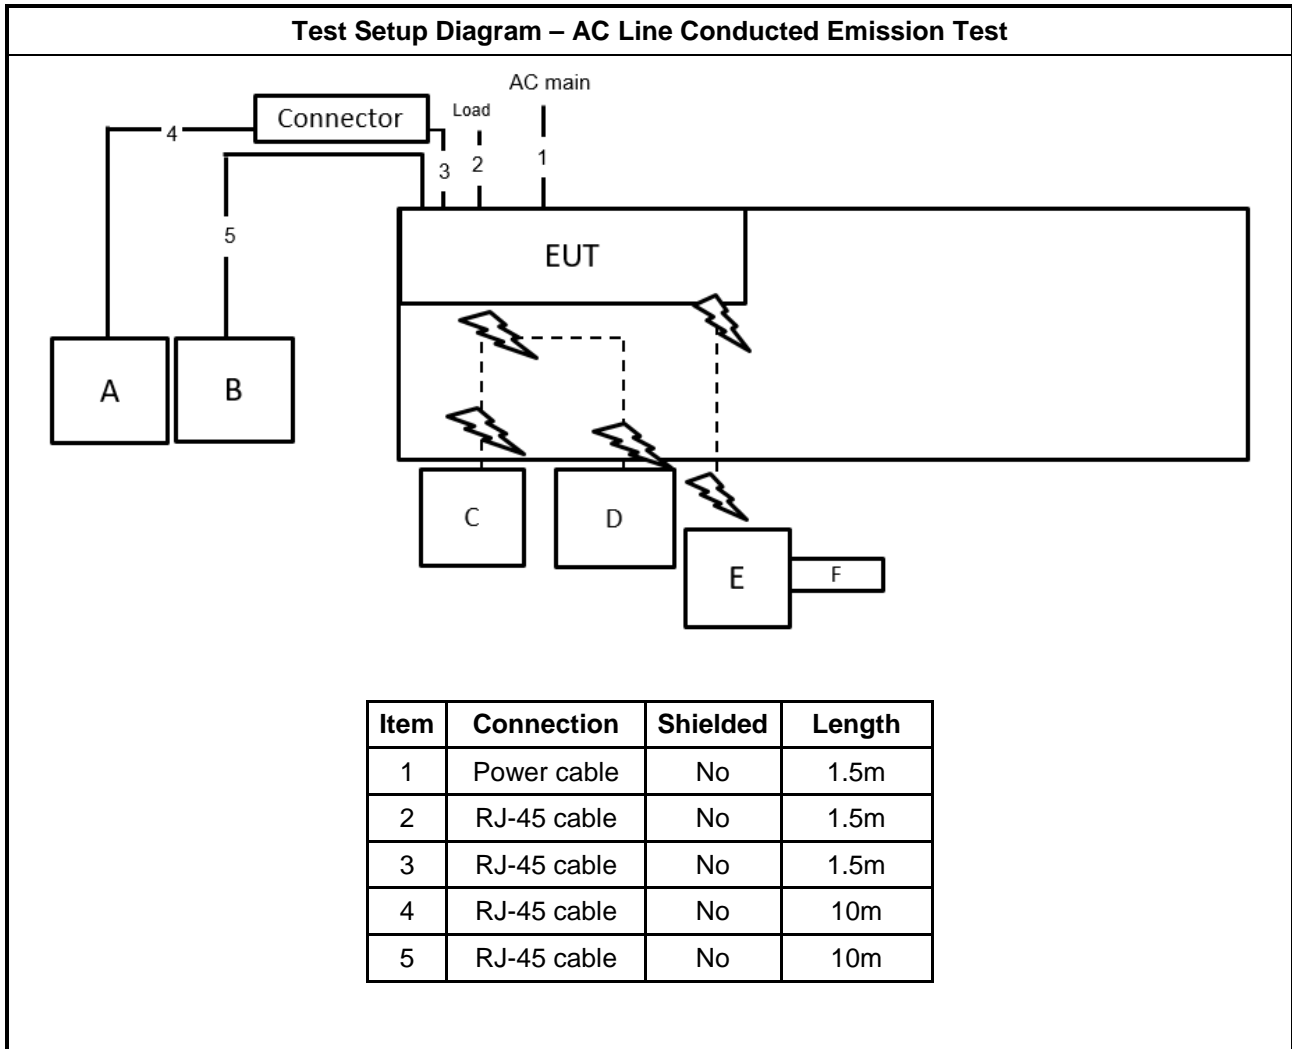 Test Setup Diagram – AC Line Conducted Emission Test
AC main
Load
Connector
4
3
2
1
5
EUT
A
B
C
D
E
F
Item Connection Shielded Length
1 Power cable No 1.5m
2 RJ-45 cable No 1.5m
3 RJ-45 cable No 1.5m
4 RJ-45 cable No 10m
5 RJ-45 cable No 10m